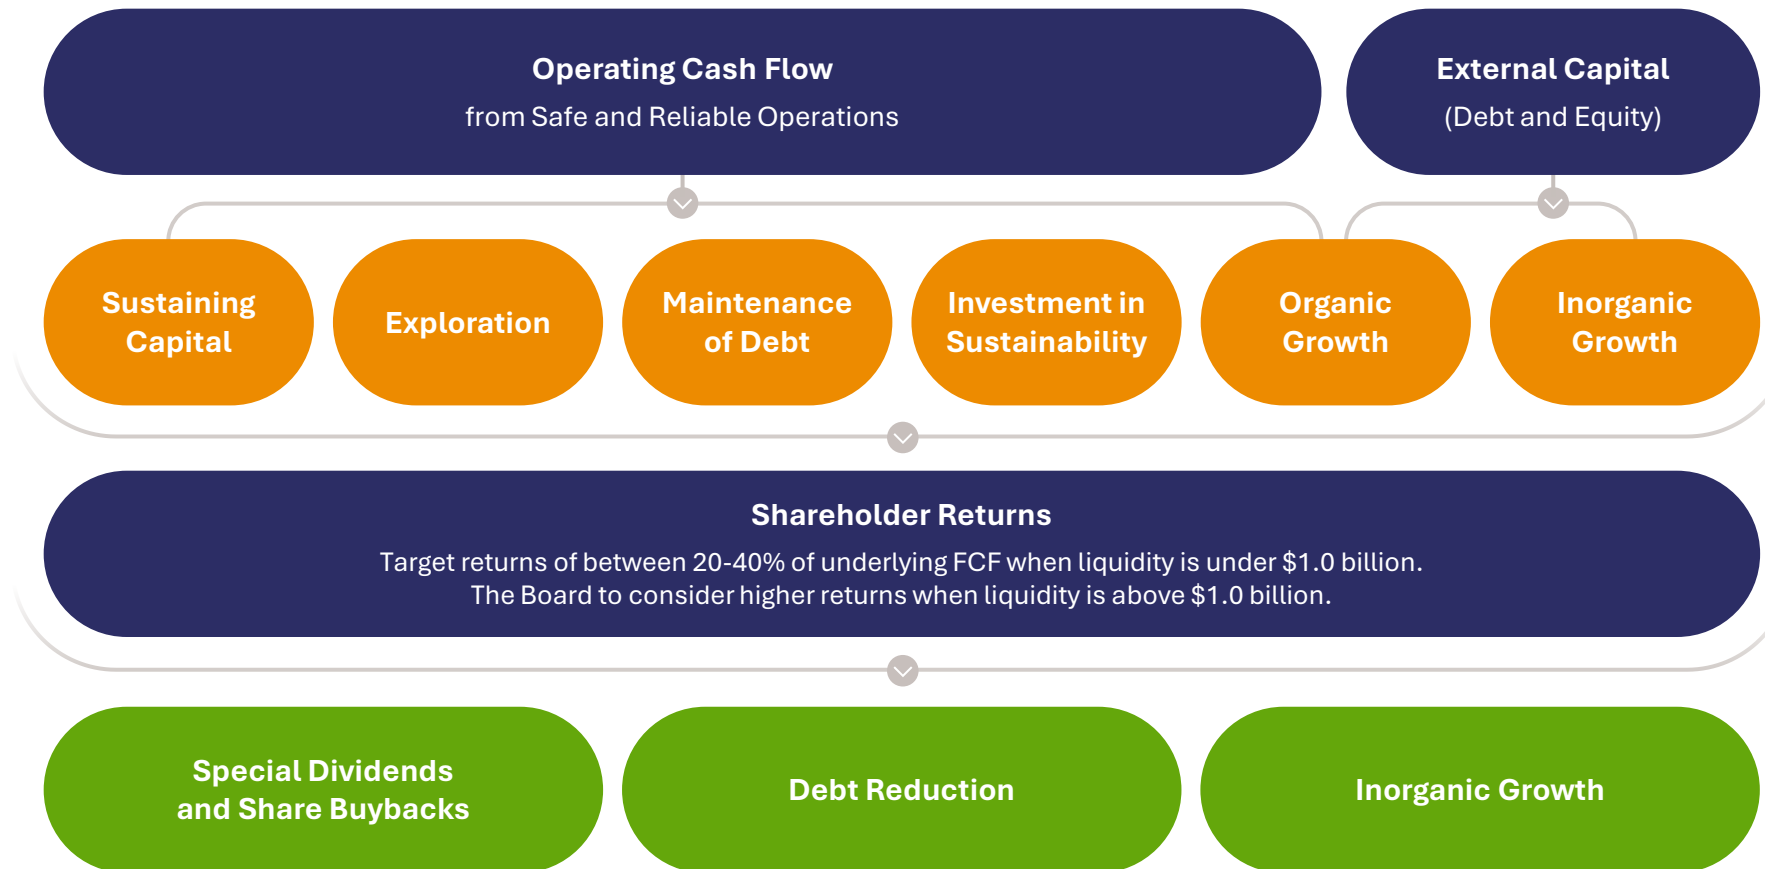 Operating Cash Flow
from Safe and Reliable Operations
External Capital
(Debt and Equity)
Sustaining
Capital
Exploration
Maintenance
of Debt
Investment in
Sustainability
Organic
Growth
Inorganic
Growth
Shareholder Returns
Target returns of between 20-40% of underlying FCF when liquidity is under $1.0 billion.
The Board to consider higher returns when liquidity is above $1.0 billion.
Special Dividends
and Share Buybacks
Debt Reduction
Inorganic Growth